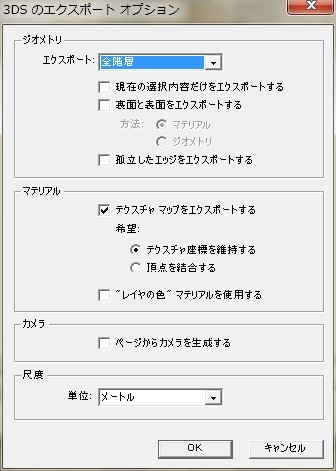 3DS のエクスポート オプション
ジオメトリ
エクスポート: 全階層
現在の選択内容だけをエクスポートする
裏面と表面をエクスポートする
方法: マテリアル
ジオメトリ
孤立したエッジをエクスポートする
マテリアル
テクスチャ マップをエクスポートする
希望:
テクスチャ座標を維持する
頂点を結合する
"レイヤの色" マテリアルを使用する
カメラ
ページからカメラを生成する
尺度
単位: メートル
OK キャンセル